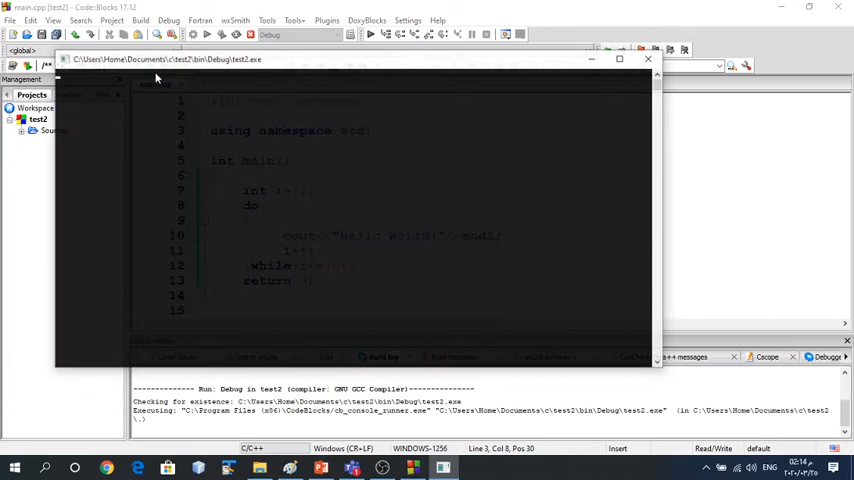 main.cpp [test2] - Code::Blocks 17.12
File Edit View Search Project Build Debug Fortran wxSmith Tools Tools+ Plugins DoxyBlocks Settings Help
Debug
<global>
C:\Users\Home\Documents\c\test2\bin\Debug\test2.exe
Management
Projects
Workspace
test2
1
2
3 using namespace std;
4
5 int main()
6
7 int
8 do
9
10 cout<<"Hello World!"<<endl;
11 i++;
12 while
13 return
14
15
Search results
Build log
Cscope
Debugge
-------------- Run: Debug in test2 (compiler: GNU GCC Compiler)---------------
Checking for existence: C:\Users\Home\Documents\c\test2\bin\Debug\test2.exe
Executing: "C:\Program Files (x86)\CodeBlocks/cb_console_runner.exe" "C:\Users\Home\Documents\c\test2\bin\Debug\test2.exe" (in C:\Users\Home\Documents\c\test2
\.)
C/C++ Windows (CR+LF) WINDOWS-1256 Line 3, Col 8, Pos 30 Insert Read/Write default
ENG
02:14 م
٢٠٢٠/٠٣/٢٥